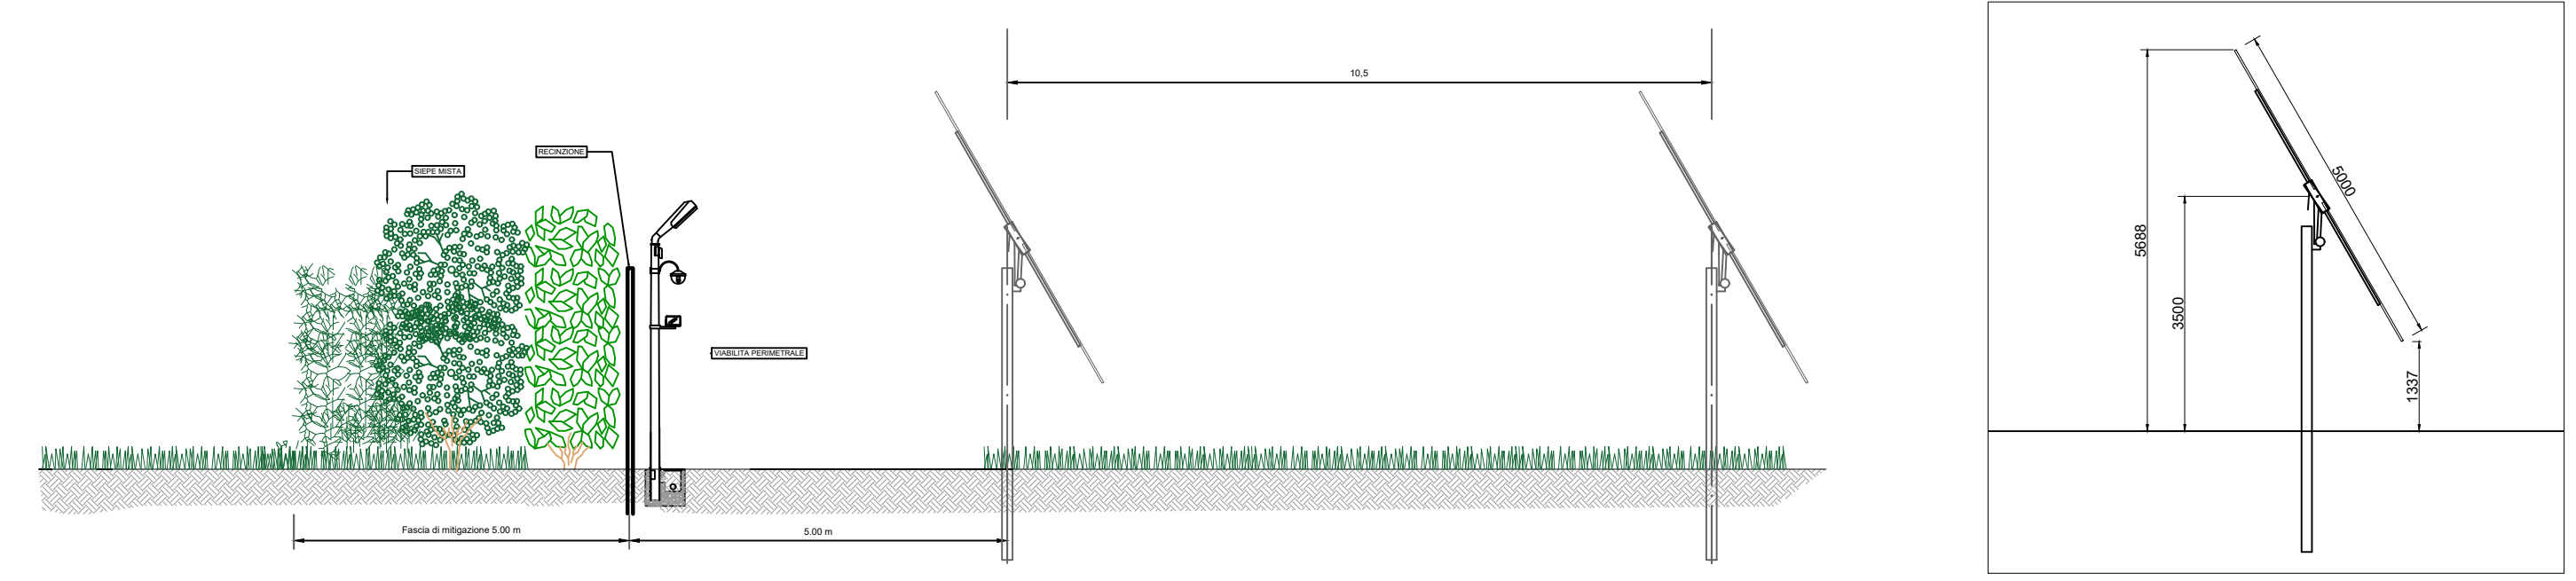 10,5
RECINZIONE
SIEPE MISTA
VIABILITA PERIMETRALE
Fascia di mitigazione 5.00 m
5.00 m
5000
5688
3500
1337